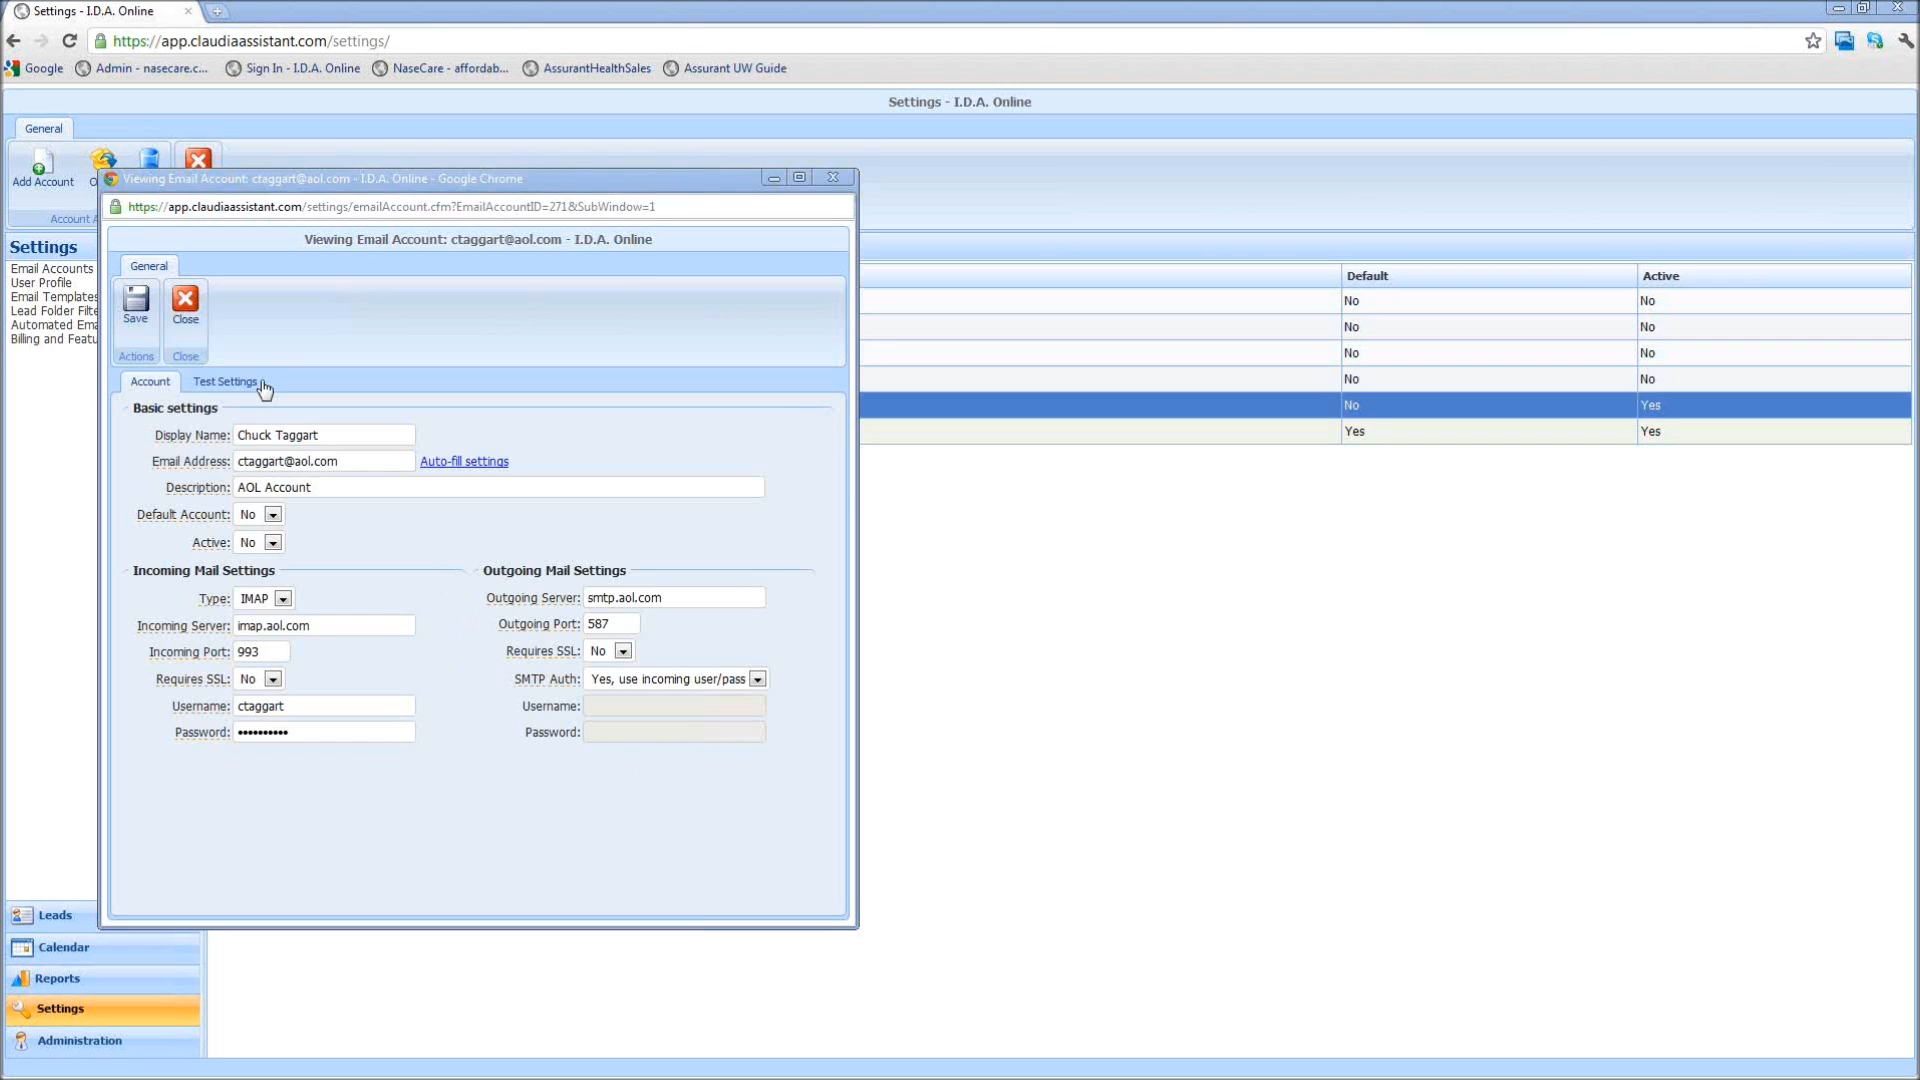 Settings - I.D.A. Online
https://app.claudiaassistant.com/settings/
Google
Admin - nasecare.c...
Sign In - I.D.A. Online
NaseCare - affordab...
AssurantHealthSales
Assurant UW Guide
Settings - I.D.A. Online
General
Add Account
Account A
Viewing Email Account: ctaggart@aol.com - I.D.A. Online - Google Chrome
https://app.claudiaassistant.com/settings/emailAccount.cfm?EmailAccountID=271&SubWindow=1
Viewing Email Account: ctaggart@aol.com - I.D.A. Online
General
Save
Close
Actions
Close
Account
Test Settings
Basic settings
Display Name: Chuck Taggart
Email Address: ctaggart@aol.com Auto-fill settings
Description: AOL Account
Default Account: No
Active: No
Incoming Mail Settings
Type: IMAP
Incoming Server: imap.aol.com
Incoming Port: 993
Requires SSL: No
Username: ctaggart
Password: ••••••••••
Outgoing Mail Settings
Outgoing Server: smtp.aol.com
Outgoing Port: 587
Requires SSL: No
SMTP Auth: Yes, use incoming user/pass
Username:
Password:
Settings
Email Accounts
User Profile
Email Templates
Lead Folder Filte
Automated Ema
Billing and Featu
Default Active
No No
No No
No No
No No
No Yes
Yes Yes
Leads
Calendar
Reports
Settings
Administration